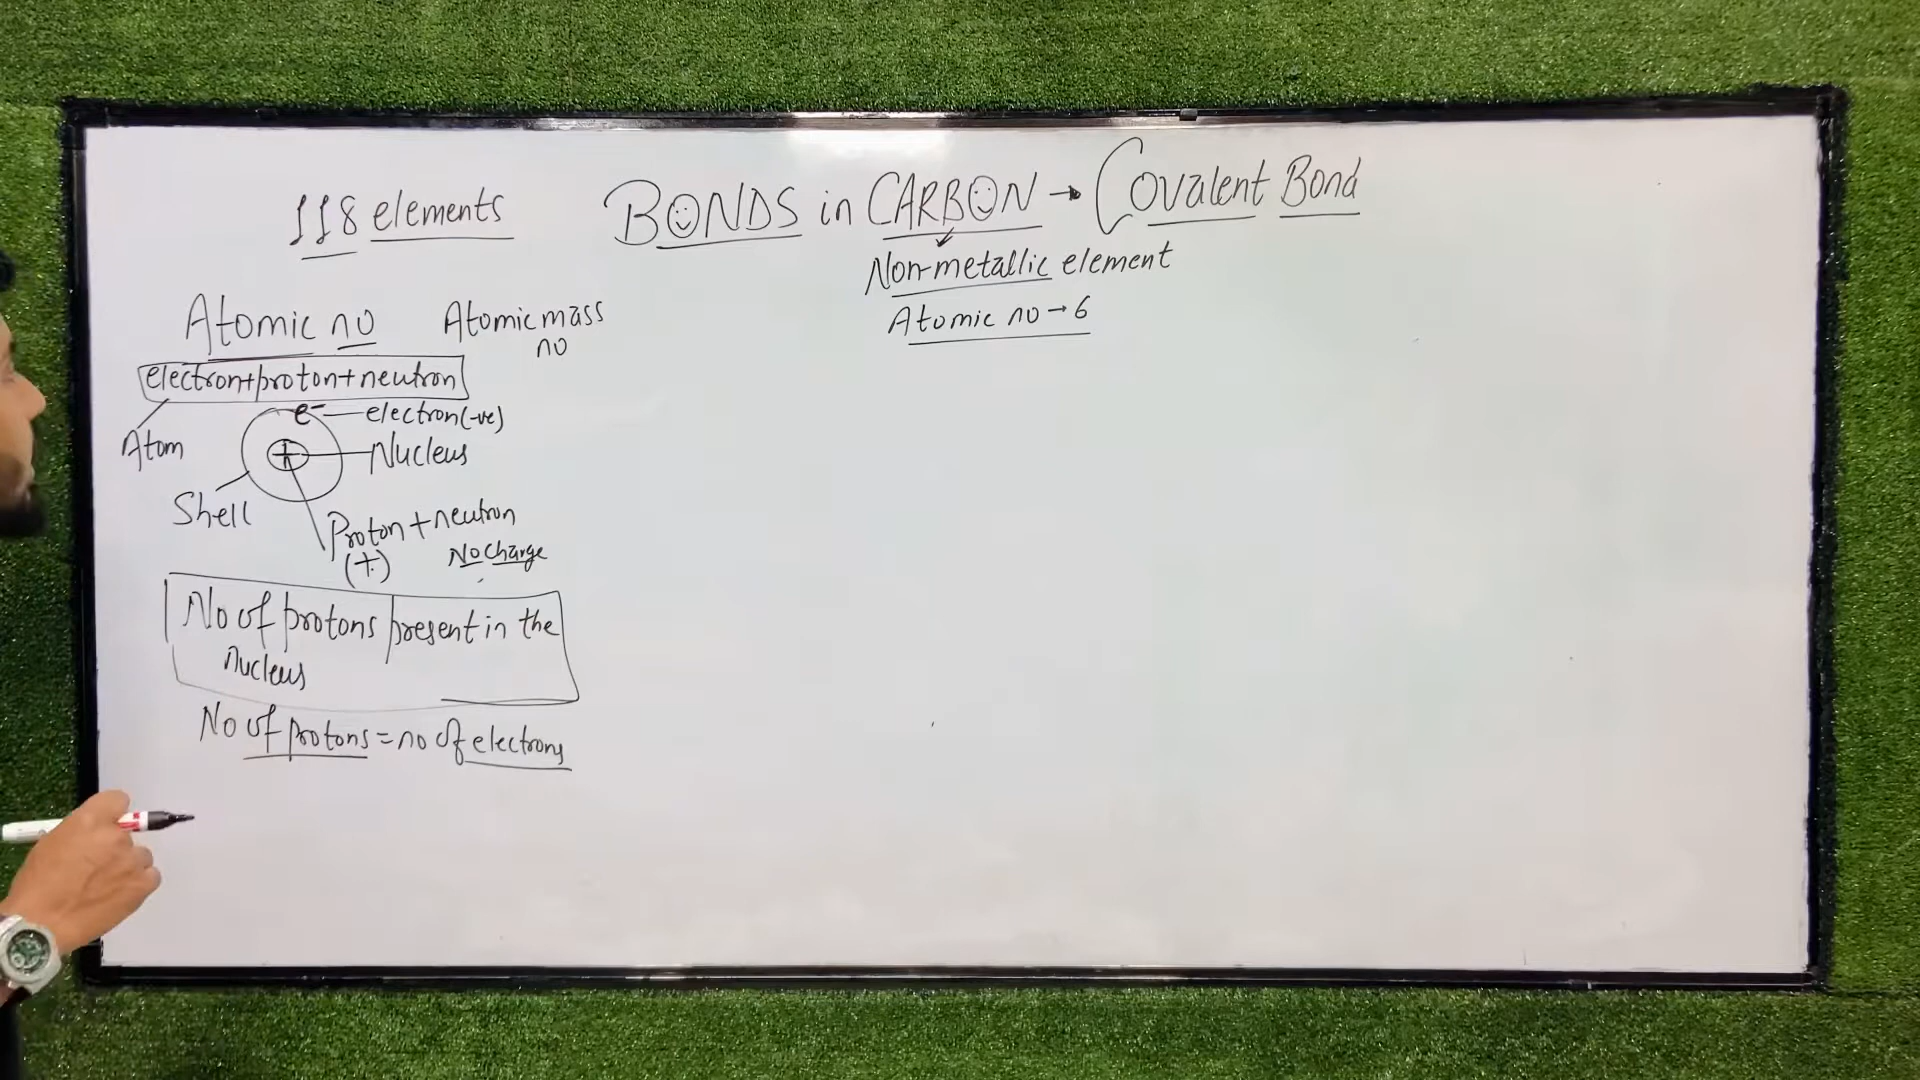 118 elements
BONDS in CARBON → Covalent Bond
Non-metallic element
Atomic no → 6
Atomic no
Atomic mass
no
electron+proton+neutron
Atom
e-
electron(-ve)
+
Nucleus
Shell
Proton + neutron
(+)
No charge
No of protons present in the
nucleus
No of protons = no of electrons